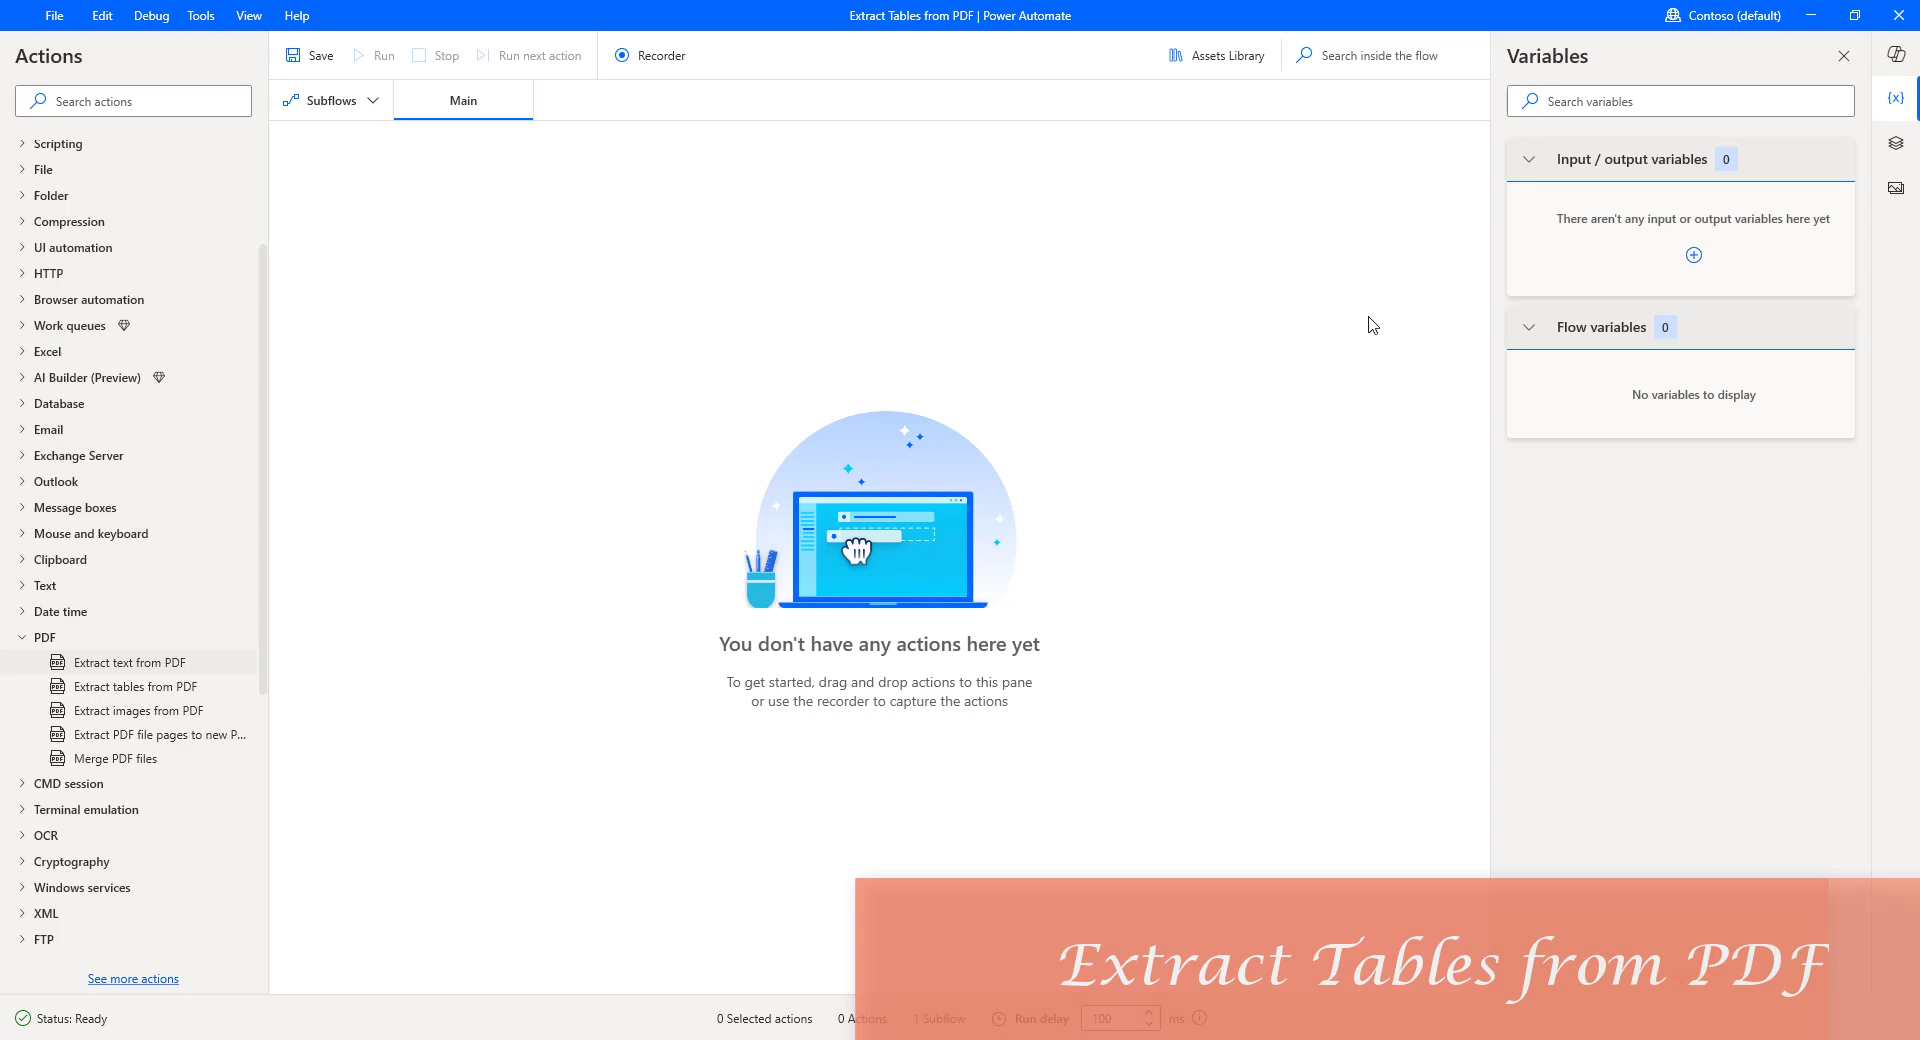 File Edit Debug Tools View Help
Extract Tables from PDF | Power Automate
Contoso (default)
Actions
Search actions
Scripting
File
Folder
Compression
UI automation
HTTP
Browser automation
Work queues
Excel
AI Builder (Preview)
Database
Email
Exchange Server
Outlook
Message boxes
Mouse and keyboard
Clipboard
Text
Date time
PDF
Extract text from PDF
Extract tables from PDF
Extract images from PDF
Extract PDF file pages to new P...
Merge PDF files
CMD session
Terminal emulation
OCR
Cryptography
Windows services
XML
FTP
See more actions
Save Run Stop Run next action Recorder
Assets Library Search inside the flow
Subflows Main
You don't have any actions here yet
To get started, drag and drop actions to this pane
or use the recorder to capture the actions
Variables
Search variables
{x}
Input / output variables 0
There aren't any input or output variables here yet
Flow variables 0
No variables to display
Extract Tables from PDF
Status: Ready
0 Selected actions 0 Actions 1 Subflow Run delay 100 ms